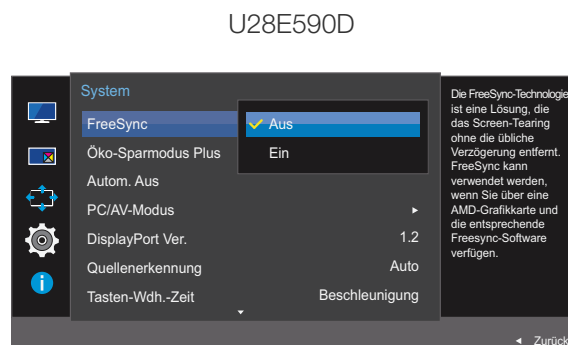 U28E590D
System
FreeSync
Aus
Öko-Sparmodus Plus
Ein
Autom. Aus
PC/AV-Modus
DisplayPort Ver. 1.2
Quellenerkennung Auto
Tasten-Wdh.-Zeit Beschleunigung
Die FreeSync-Technologie
ist eine Lösung, die
das Screen-Tearing
ohne die übliche
Verzögerung entfernt.
FreeSync kann
verwendet werden,
wenn Sie über eine
AMD-Grafikkarte und
die entsprechende
Freesync-Software
verfügen.
Zurück